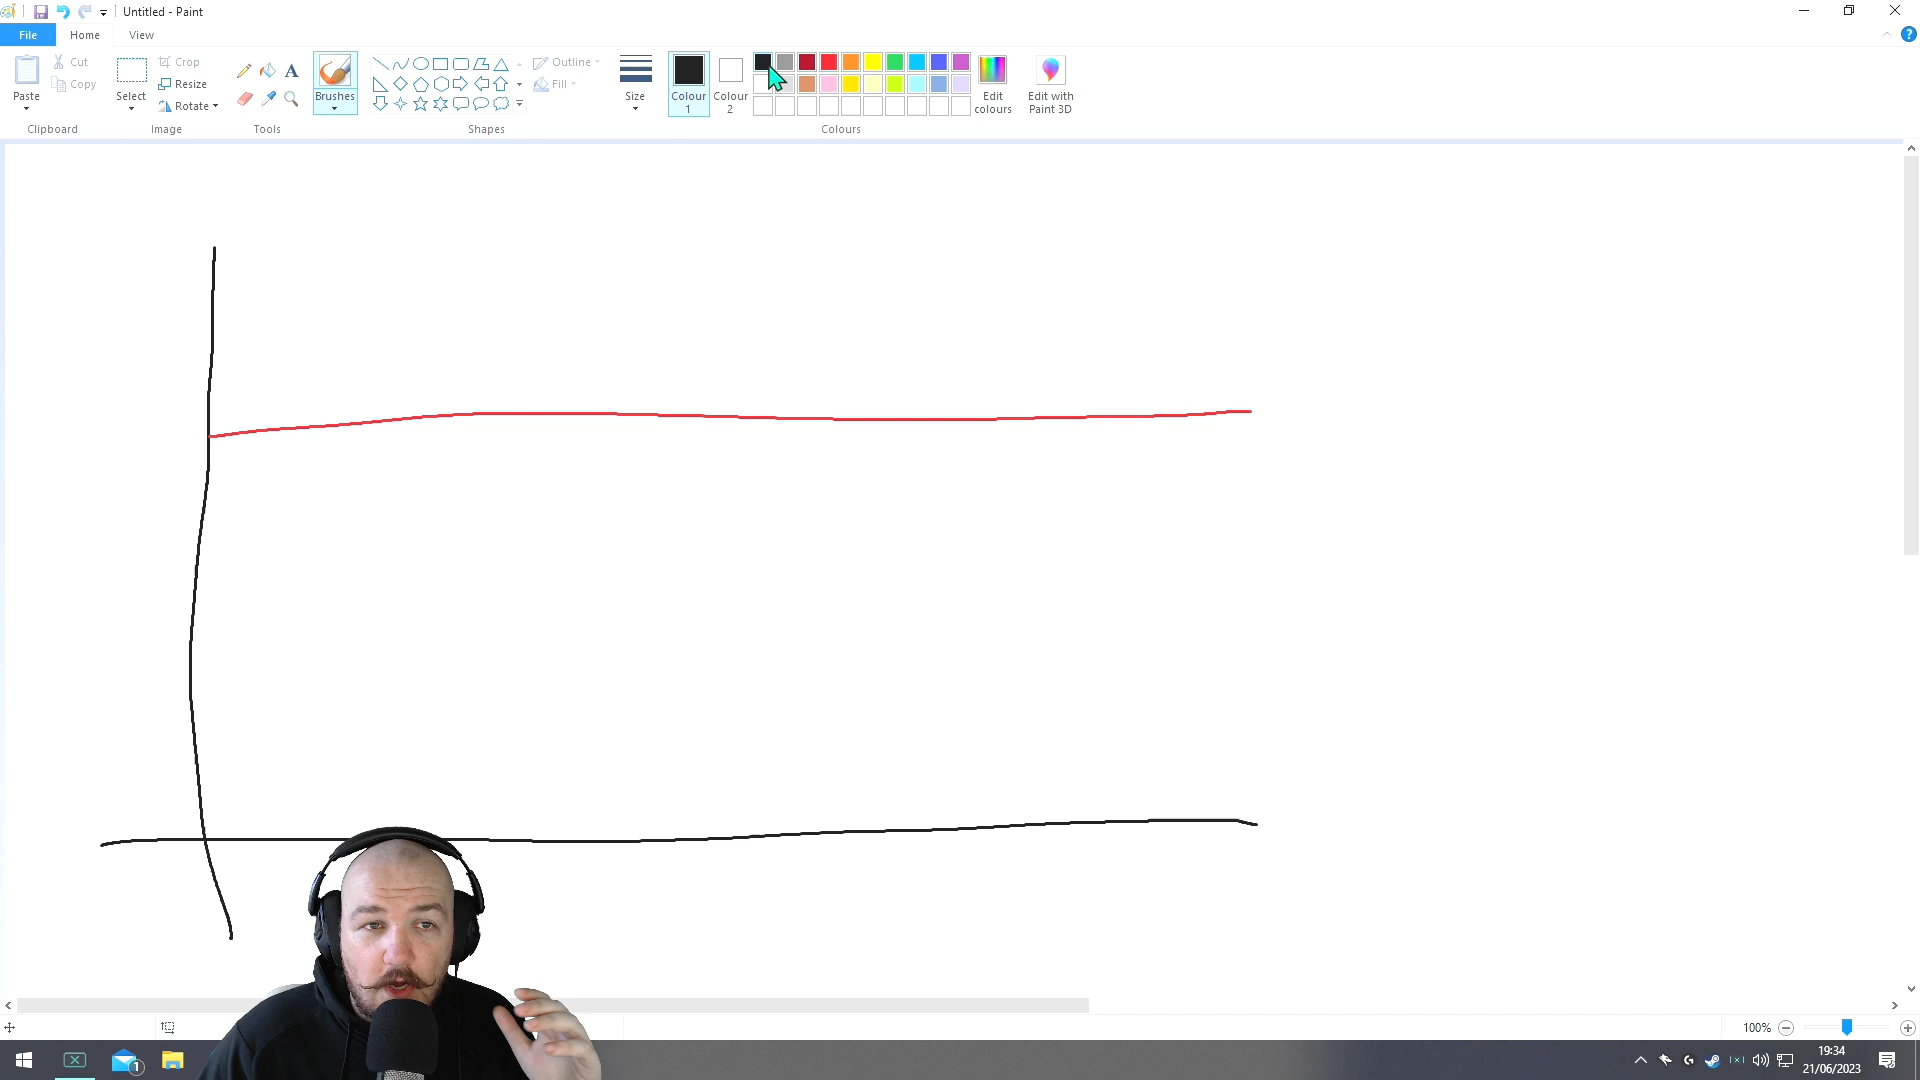 Untitled - Paint
File
Home
View
Paste
Cut
Copy
Clipboard
Select
Crop
Resize
Rotate
Image
A
Tools
Brushes
Outline
Fill
Shapes
Size
Colour
1
Colour
2
Colours
Edit
colours
Edit with
Paint 3D
?
100%
1
19:34
21/06/2023